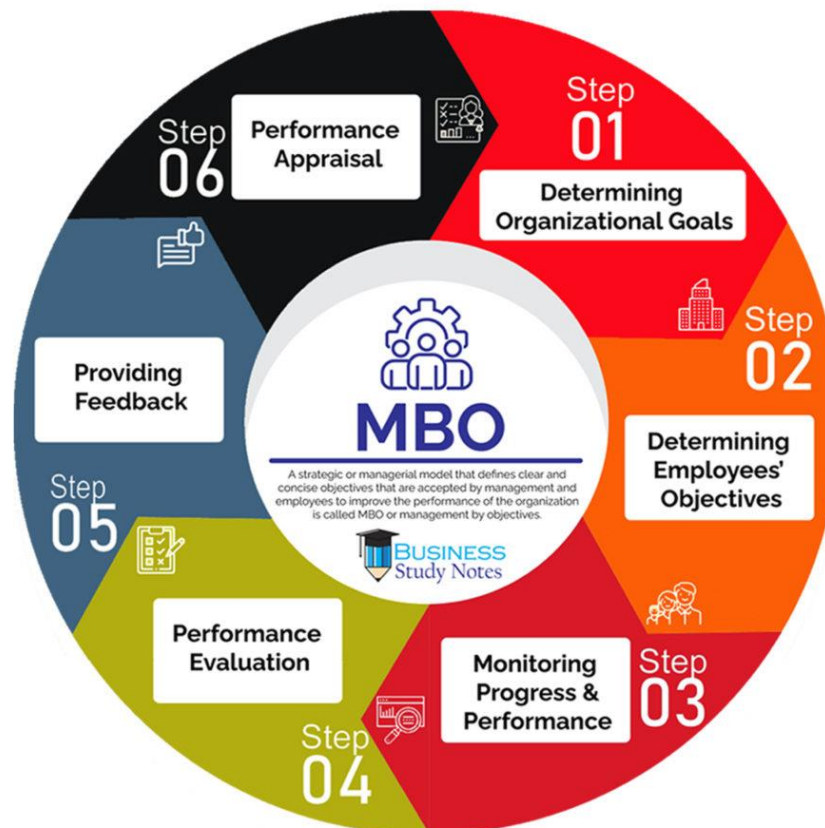 Step
01
Determining
Organizational Goals
Step
02
Determining
Employees'
Objectives
Step
03
Monitoring
Progress &
Performance
Step
04
Performance
Evaluation
Step
05
Providing
Feedback
Step
06
Performance
Appraisal
MBO
A strategic or managerial model that defines clear and
concise objectives that are accepted by management and
employees to improve the performance of the organization
is called MBO or management by objectives.
BUSINESS
Study Notes